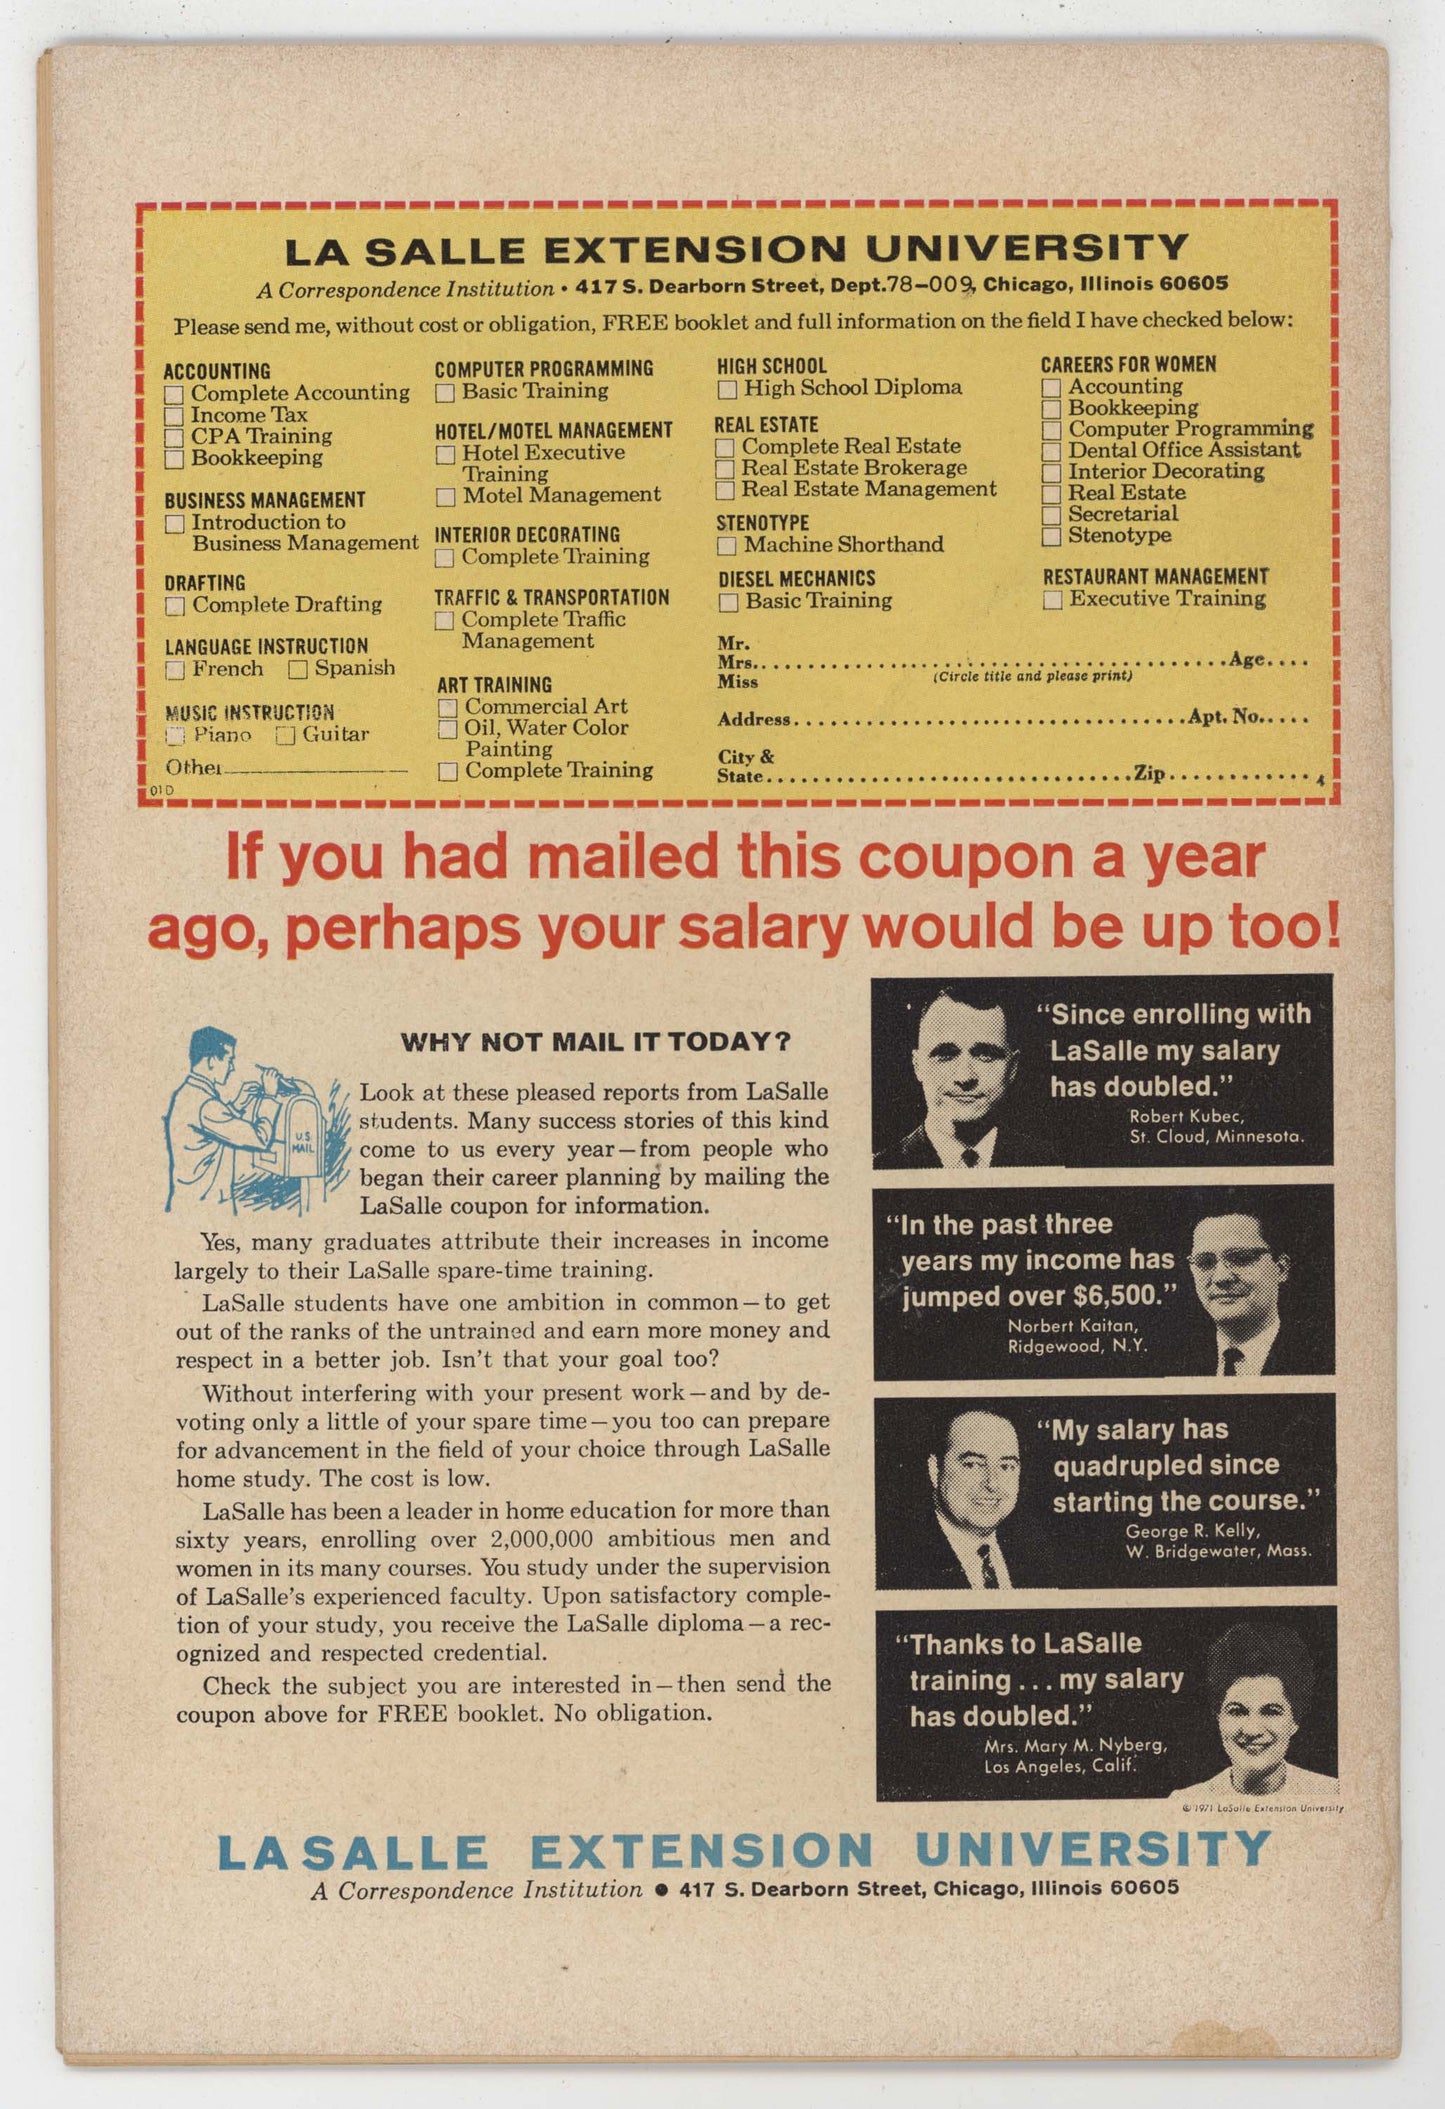 LA SALLE EXTENSION UNIVERSITY
A Correspondence Institution • 417 S. Dearborn Street, Dept.78-009, Chicago, Illinois 60605
Please send me, without cost or obligation, FREE booklet and full information on the field I have checked below:
ACCOUNTING
Complete Accounting
Income Tax
CPA Training
Bookkeeping
BUSINESS MANAGEMENT
Introduction to
Business Management
DRAFTING
Complete Drafting
LANGUAGE INSTRUCTION
French Spanish
MUSIC INSTRUCTION
Piano Guitar
Other
01D
COMPUTER PROGRAMMING
Basic Training
HOTEL/MOTEL MANAGEMENT
Hotel Executive
Training
Motel Management
INTERIOR DECORATING
Complete Training
TRAFFIC & TRANSPORTATION
Complete Traffic
Management
ART TRAINING
Commercial Art
Oil, Water Color
Painting
Complete Training
HIGH SCHOOL
High School Diploma
REAL ESTATE
Complete Real Estate
Real Estate Brokerage
Real Estate Management
STENOTYPE
Machine Shorthand
DIESEL MECHANICS
Basic Training
CAREERS FOR WOMEN
Accounting
Bookkeeping
Computer Programming
Dental Office Assistant
Interior Decorating
Real Estate
Secretarial
Stenotype
RESTAURANT MANAGEMENT
Executive Training
Mr.
Mrs. Age
Miss (Circle title and please print)
Address Apt. No.
City &
State Zip 4
If you had mailed this coupon a year
ago, perhaps your salary would be up too!
WHY NOT MAIL IT TODAY?
U.S.
MAIL
Look at these pleased reports from LaSalle
students. Many success stories of this kind
come to us every year—from people who
began their career planning by mailing the
LaSalle coupon for information.
Yes, many graduates attribute their increases in income
largely to their LaSalle spare-time training.
LaSalle students have one ambition in common—to get
out of the ranks of the untrained and earn more money and
respect in a better job. Isn't that your goal too?
Without interfering with your present work—and by de-
voting only a little of your spare time—you too can prepare
for advancement in the field of your choice through LaSalle
home study. The cost is low.
LaSalle has been a leader in home education for more than
sixty years, enrolling over 2,000,000 ambitious men and
women in its many courses. You study under the supervision
of LaSalle's experienced faculty. Upon satisfactory comple-
tion of your study, you receive the LaSalle diploma—a rec-
ognized and respected credential.
Check the subject you are interested in—then send the
coupon above for FREE booklet. No obligation.
"Since enrolling with
LaSalle my salary
has doubled."
Robert Kubec,
St. Cloud, Minnesota.
"In the past three
years my income has
jumped over $6,500."
Norbert Kaitan,
Ridgewood, N.Y.
"My salary has
quadrupled since
starting the course."
George R. Kelly,
W. Bridgewater, Mass.
"Thanks to LaSalle
training ... my salary
has doubled."
Mrs. Mary M. Nyberg,
Los Angeles, Calif.
© 1971 LaSalle Extension University
LASALLE EXTENSION UNIVERSITY
A Correspondence Institution • 417 S. Dearborn Street, Chicago, Illinois 60605